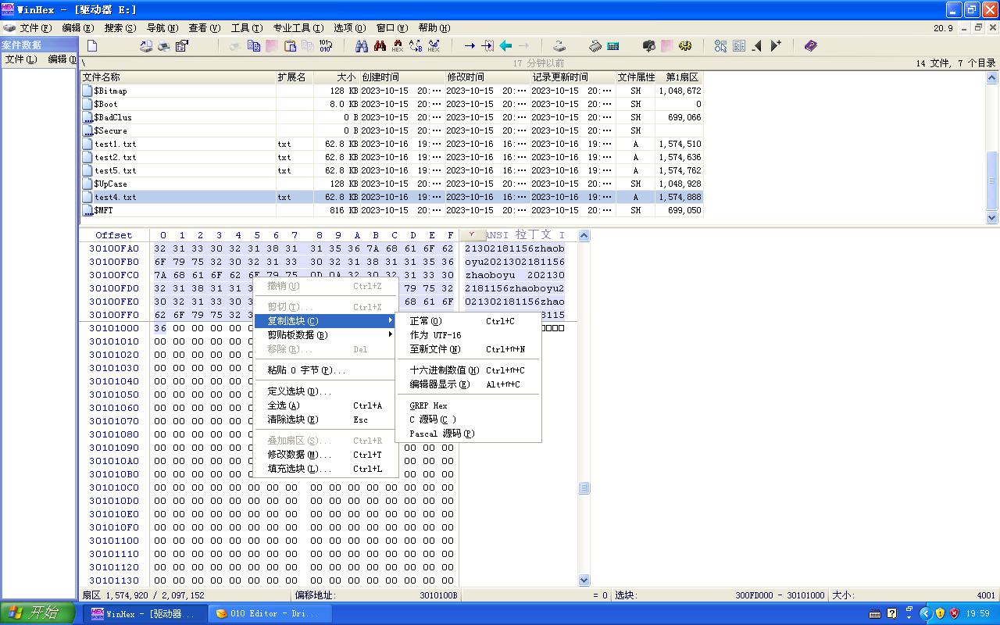 WinHex - [驱动器 E:]
文件(F) 编辑(E) 搜索(S) 导航(N) 查看(V) 工具(T) 专业工具(I) 选项(O) 窗口(W) 帮助(H) 20.9
案件数据
文件(L) 编辑(D
\ 17 分钟以前 14 文件, 7 个目录
文件名称 扩展名 大小 创建时间 修改时间 记录更新时间 文件属性 第1扇区
$Bitmap 128 KB 2023-10-15 20:··· 2023-10-15 20:··· 2023-10-15 20:··· SH 1,048,672
$Boot 8.0 KB 2023-10-15 20:··· 2023-10-15 20:··· 2023-10-15 20:··· SH 0
$BadClus 0 B 2023-10-15 20:··· 2023-10-15 20:··· 2023-10-15 20:··· SH 699,066
$Secure 0 B 2023-10-15 20:··· 2023-10-15 20:··· 2023-10-15 20:··· SH
test1.txt txt 62.8 KB 2023-10-16 19:··· 2023-10-16 16:··· 2023-10-16 19:··· A 1,574,510
test2.txt txt 62.8 KB 2023-10-16 19:··· 2023-10-16 16:··· 2023-10-16 19:··· A 1,574,636
test5.txt txt 62.8 KB 2023-10-16 19:··· 2023-10-16 16:··· 2023-10-16 19:··· A 1,574,762
$UpCase 128 KB 2023-10-15 20:··· 2023-10-15 20:··· 2023-10-15 20:··· SH 1,048,928
test4.txt txt 62.8 KB 2023-10-16 19:··· 2023-10-16 16:··· 2023-10-16 19:··· A 1,574,888
$MFT 816 KB 2023-10-15 20:··· 2023-10-15 20:··· 2023-10-15 20:··· SH 699,050
Offset 0 1 2 3 4 5 6 7 8 9 A B C D E F ANSI 拉丁文 I
30100FA0 32 31 33 30 32 31 38 31 31 35 36 7A 68 61 6F 62 21302181156zhaob
30100FB0 6F 79 75 32 30 32 31 33 30 32 31 38 31 31 35 36 oyu2021302181156
30100FC0 7A 68 61 6F 62 6F 79 75 0D 0A 32 30 32 31 33 30 zhaoboyu 202130
30100FD0 32 31 38 31 31 3 79 75 32 2181156zhaoboyu2
30100FE0 30 32 31 33 30 3 68 61 6F 021302181156zhao
30100FF0 62 6F 79 75 32 3 8115
30101000 36 00 00 00 00 00
30101010 00 00 00 00 00
30101020 00 00 00 00 00
30101030 00 00 00 00 00
30101040 00 00 00 00 00
30101050 00 00 00 00 00
30101060 00 00 00 00 00
30101070 00 00 00 00 00
30101080 00 00 00 00 00
30101090 00 00 00 00 00 00 00 00
301010A0 00 00 00 00 00 00 00 00
301010B0 00 00 00 00 00 00 00 00
301010C0 00 00 00 00 00 00 00 00 00 00 00 00 00 00 00 00
301010D0 00 00 00 00 00 00 00 00 00 00 00 00 00 00 00 00
301010E0 00 00 00 00 00 00 00 00 00 00 00 00 00 00 00 00
301010F0 00 00 00 00 00 00 00 00 00 00 00 00 00 00 00 00
30101100 00 00 00 00 00 00 00 00 00 00 00 00 00 00 00 00
30101110 00 00 00 00 00 00 00 00 00 00 00 00 00 00 00 00
30101120 00 00 00 00 00 00 00 00 00 00 00 00 00 00 00 00
30101130 00 00 00 00 00 00 00 00 00 00 00 00 00 00 00 00
撤销(U) Ctrl+Z
剪切(T)... Ctrl+X
复制选块(C)
剪贴板数据(B)
移除(R)... Del
粘贴 0 字节(P)...
定义选块(D)...
全选(A) Ctrl+A
清除选块(E) Esc
叠加扇区(S)... Ctrl+R
修改数据(M)... Ctrl+T
填充选块(L)... Ctrl+L
正常(O) Ctrl+C
作为 UTF-16
至新文件(N) Ctrl+⇑+N
十六进制数值(H) Ctrl+⇑+C
编辑器显示(E) Alt+⇑+C
GREP Hex
C 源码(C )
Pascal 源码(P)
扇区 1,574,920 / 2,097,152 偏移地址: 3010100B = 0 选块: 300FD000 - 30101000 大小: 4001
开始 WinHex - [驱动器... 010 Editor - Dri... 19:59